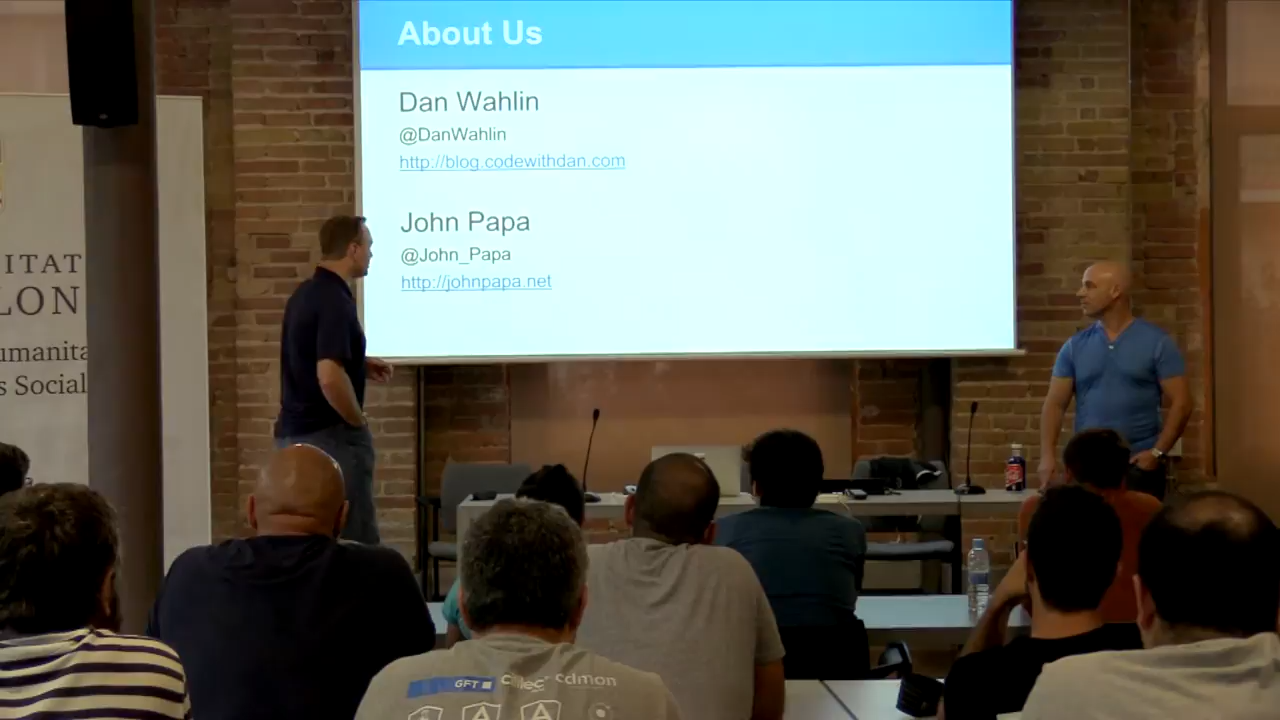 About Us
Dan Wahlin
@DanWahlin
http://blog.codewithdan.com
John Papa
@John_Papa
http://johnpapa.net
ITAT
LON
umanita
s Social
GFT
cdmon